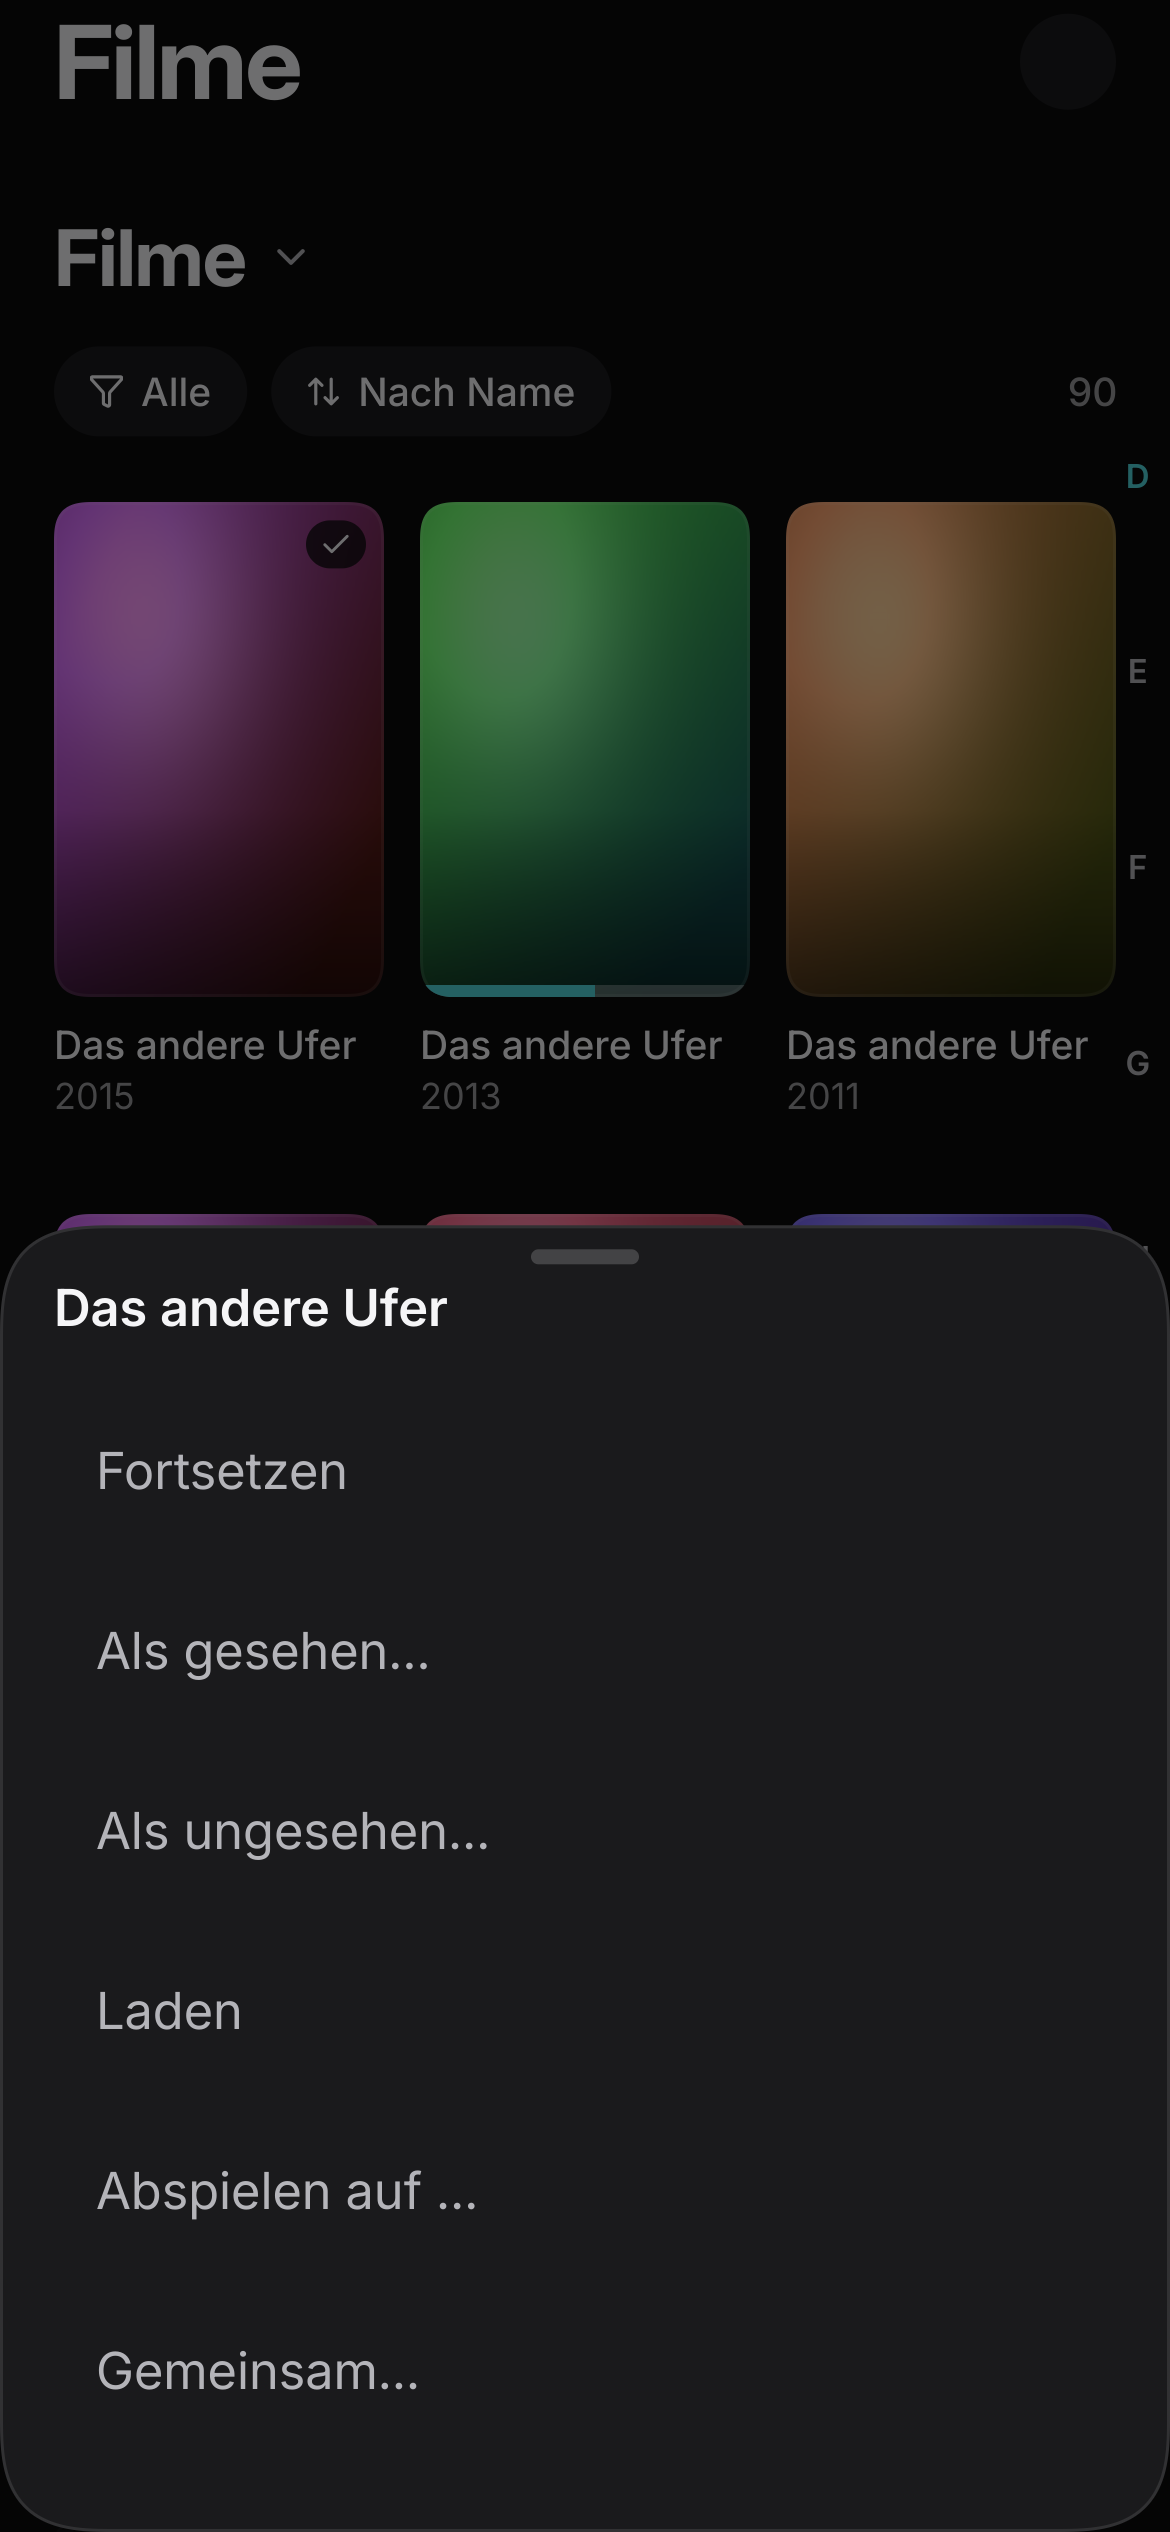 Filme
Filme
Alle
Nach Name
90
D
E
F
Das andere Ufer
Das andere Ufer
Das andere Ufer
G
2015
2013
2011
Das andere Ufer
Fortsetzen
Als gesehen...
Als ungesehen...
Laden
Abspielen auf ...
Gemeinsam...